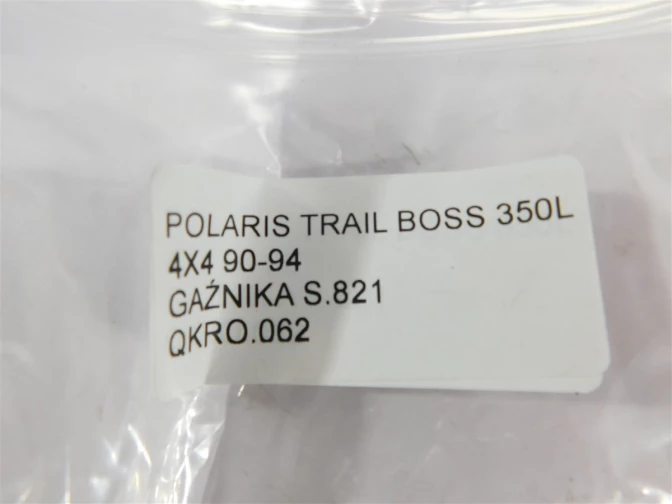 POLARIS TRAIL BOSS 350L
4X4 90-94
GAŹNIKA S.821
QKRO.062